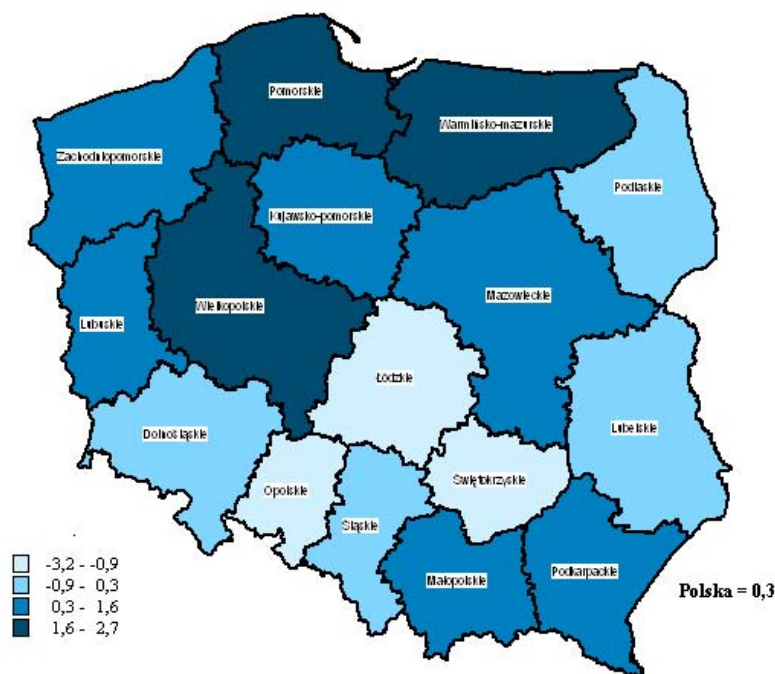 Pomorskie
Warmińsko-mazurskie
Zachodniopomorskie
Podlaskie
Kujawsko-pomorskie
Mazowieckie
Wielkopolskie
Lubuskie
Łódzkie
Lubelskie
Dolnośląskie
Świętokrzyskie
Opolskie
Śląskie
Podkarpackie
Małopolskie
-3,2 - -0,9
-0,9 - 0,3
0,3 - 1,6
1,6 - 2,7
Polska = 0,3